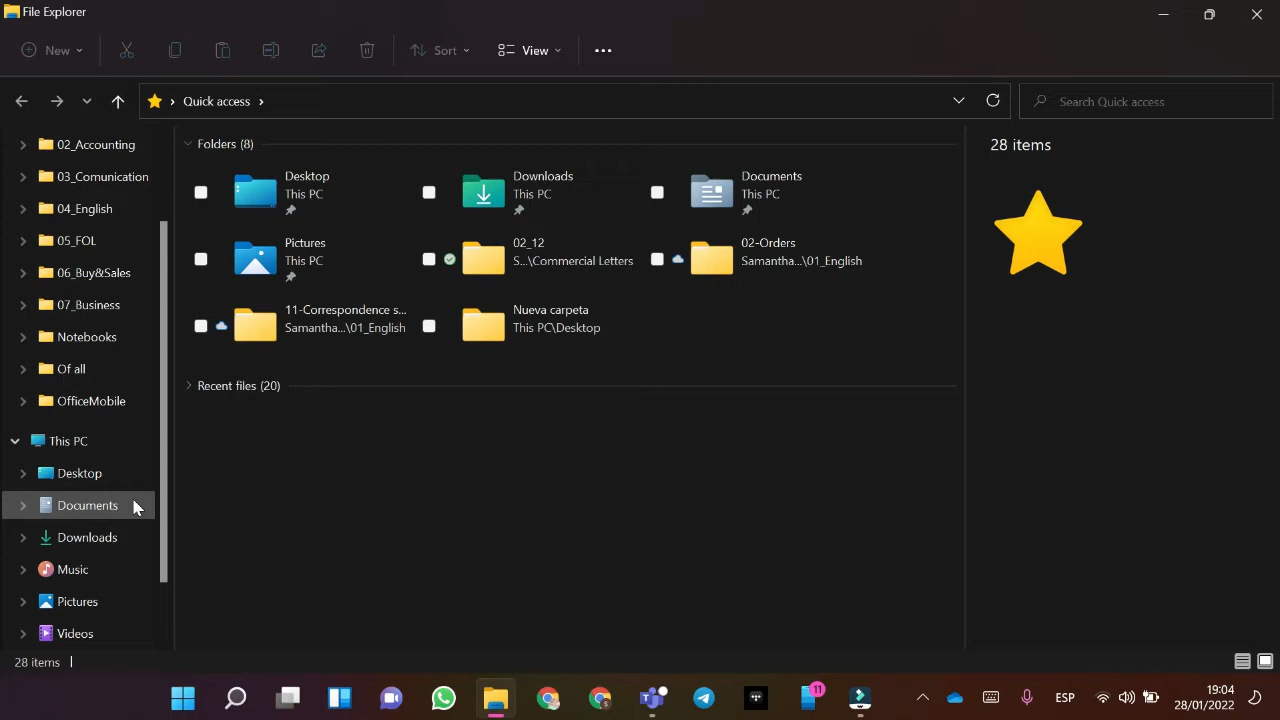 File Explorer
New
Sort
View
Quick access
Search Quick access
02_Accounting
03_Comunication
04_English
05_FOL
06_Buy&Sales
07_Business
Notebooks
Of all
OfficeMobile
This PC
Desktop
Documents
Downloads
Music
Pictures
Videos
Folders (8)
Desktop
This PC
Downloads
This PC
Documents
This PC
Pictures
This PC
02_12
S...\Commercial Letters
02-Orders
Samantha...\01_English
11-Correspondence s...
Samantha...\01_English
Nueva carpeta
This PC\Desktop
Recent files (20)
28 items
28 items
11
ESP
19:04
28/01/2022